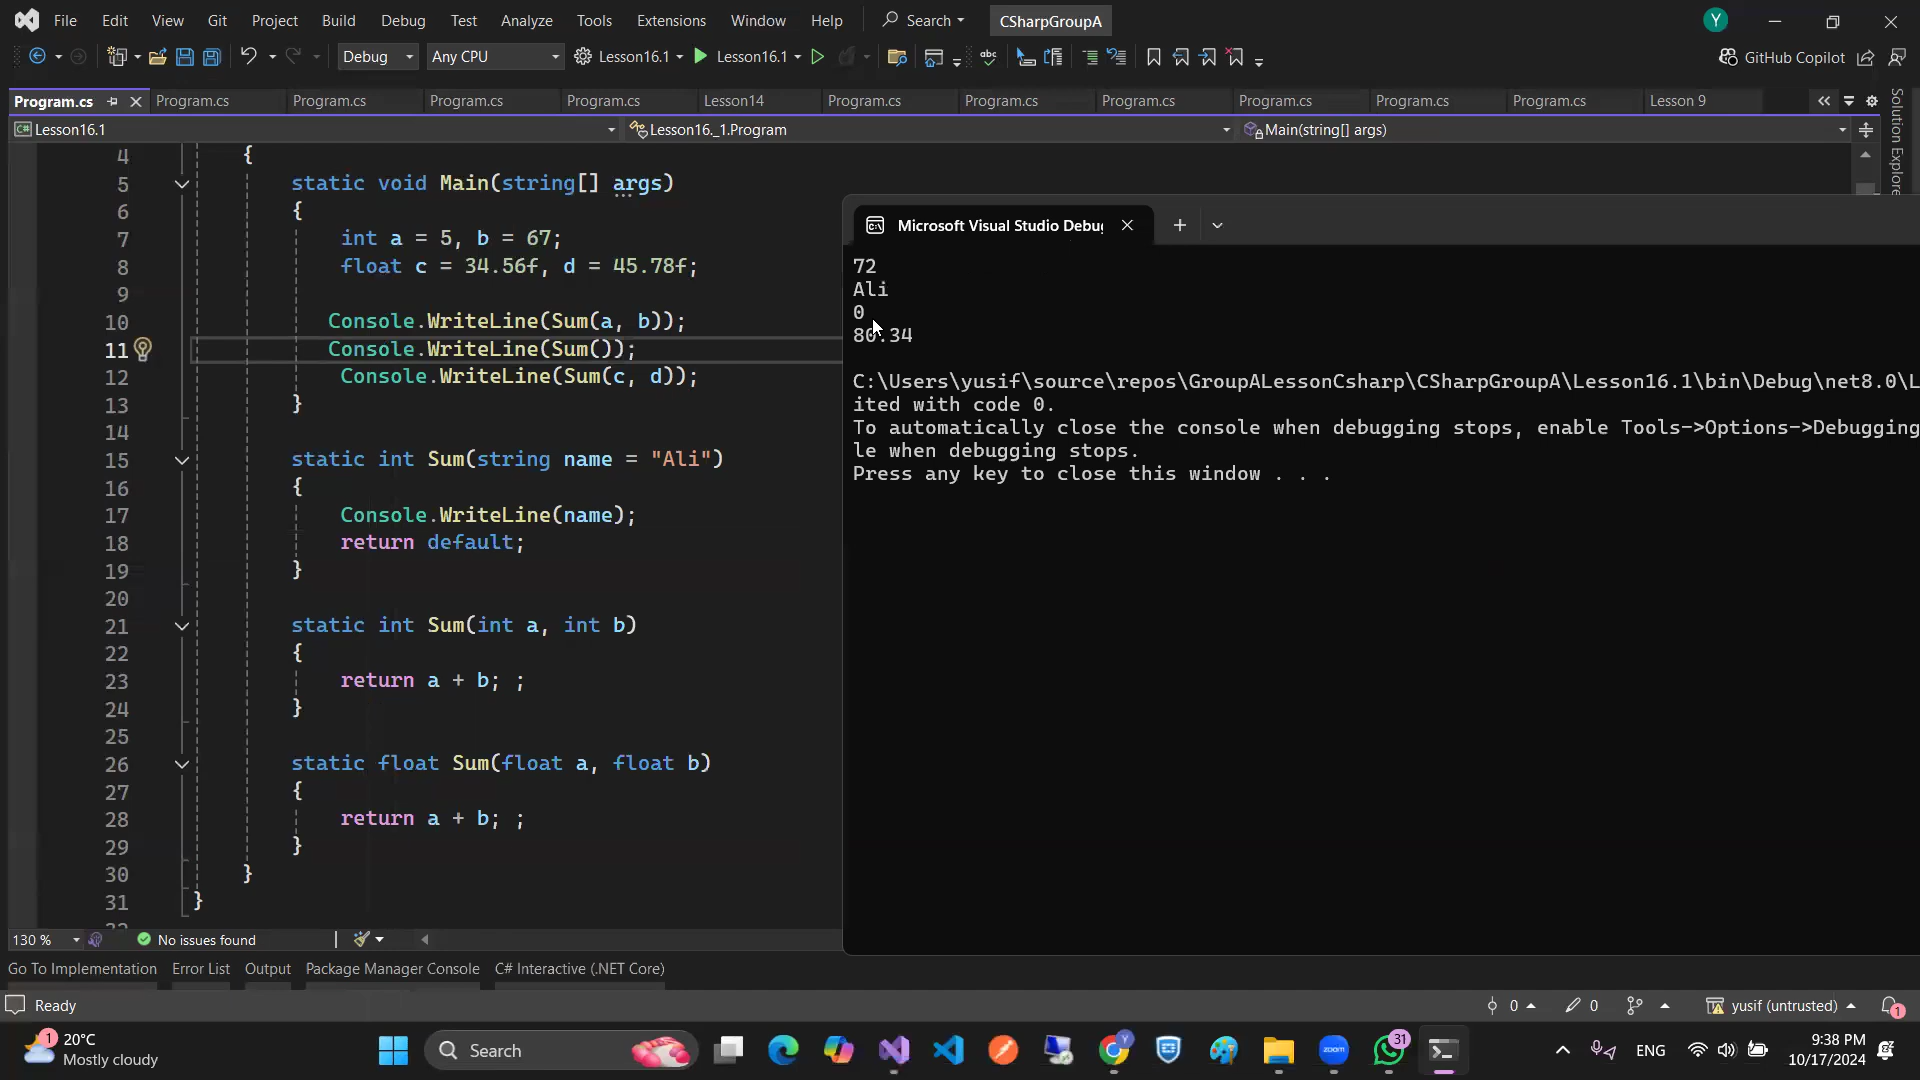 File Edit View Git Project Build Debug Test Analyze Tools Extensions Window Help Search CSharpGroupA Y
Debug Any CPU Lesson16.1 Lesson16.1 GitHub Copilot
Program.cs Program.cs Program.cs Program.cs Program.cs Lesson14 Program.cs Program.cs Program.cs Program.cs Program.cs Program.cs Lesson 9
Lesson16.1 Lesson16._1.Program Main(string[] args)
Solution Explore
4 {
5 static void Main(string[] args)
6 {
7 int a = 5, b = 67;
8 float c = 34.56f, d = 45.78f;
9
10 Console.WriteLine(Sum(a, b));
11 Console.WriteLine(Sum());
12 Console.WriteLine(Sum(c, d));
13 }
14
15 static int Sum(string name = "Ali")
16 {
17 Console.WriteLine(name);
18 return default;
19 }
20
21 static int Sum(int a, int b)
22 {
23 return a + b; ;
24 }
25
26 static float Sum(float a, float b)
27 {
28 return a + b; ;
29 }
30 }
31 }
Microsoft Visual Studio Debug
72
Ali
0
80.34
C:\Users\yusif\source\repos\GroupALessonCsharp\CSharpGroupA\Lesson16.1\bin\Debug\net8.0\L
ited with code 0.
To automatically close the console when debugging stops, enable Tools->Options->Debugging
le when debugging stops.
Press any key to close this window . . .
130 % No issues found
Go To Implementation Error List Output Package Manager Console C# Interactive (.NET Core)
Ready 0 0 yusif (untrusted) 1
1 20°C
Mostly cloudy
Search
zoom
31
ENG
9:38 PM
10/17/2024